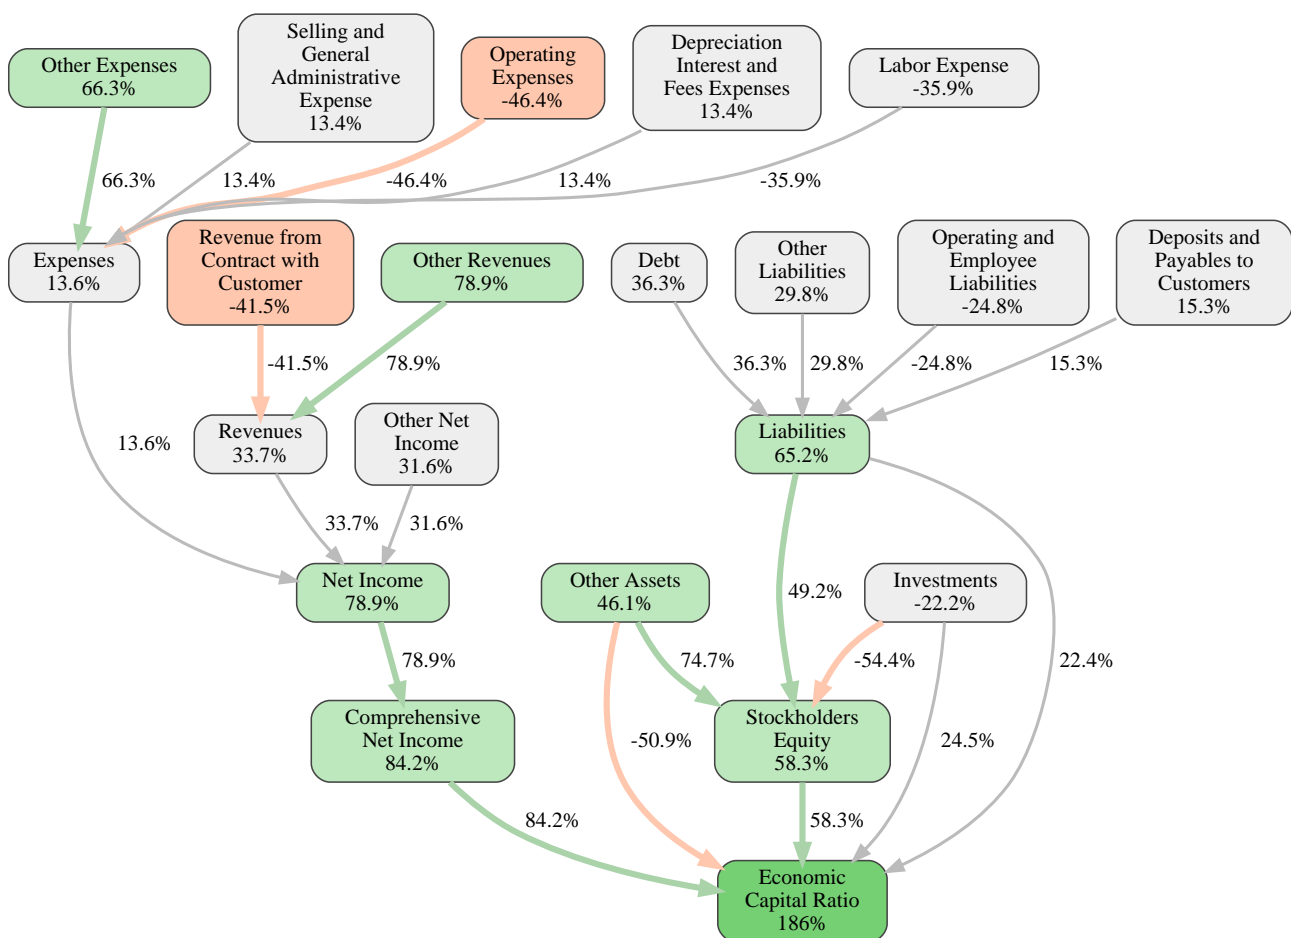 Other Expenses
66.3%
Selling and
General
Administrative
Expense
13.4%
Operating
Expenses
-46.4%
Depreciation
Interest and
Fees Expenses
13.4%
Labor Expense
-35.9%
66.3%
13.4%
-46.4%
13.4%
-35.9%
Expenses
13.6%
Revenue from
Contract with
Customer
-41.5%
Other Revenues
78.9%
Debt
36.3%
Other
Liabilities
29.8%
Operating and
Employee
Liabilities
-24.8%
Deposits and
Payables to
Customers
15.3%
-41.5%
78.9%
36.3%
29.8%
-24.8%
15.3%
13.6%
Revenues
33.7%
Other Net
Income
31.6%
Liabilities
65.2%
33.7%
31.6%
Net Income
78.9%
Other Assets
46.1%
49.2%
Investments
-22.2%
78.9%
74.7%
-54.4%
22.4%
Comprehensive
Net Income
84.2%
-50.9%
Stockholders
Equity
58.3%
24.5%
84.2%
58.3%
Economic
Capital Ratio
186%